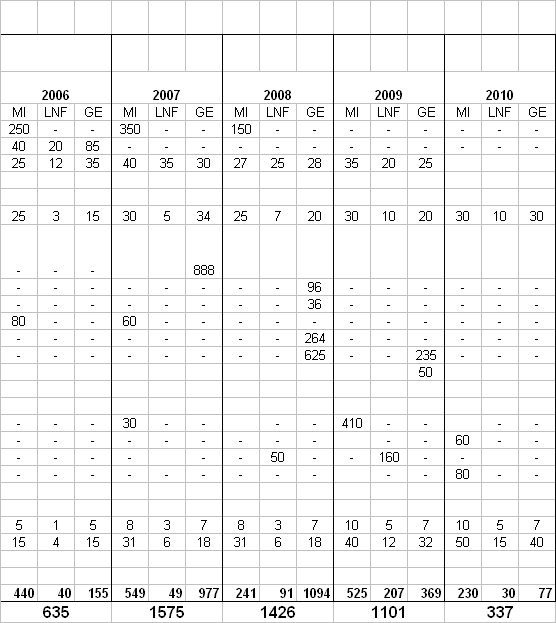 2006 2007 2008 2009 2010
MI LNF GE MI LNF GE MI LNF GE MI LNF GE MI LNF GE
250 - - 350 - - 150 - - - - - - - -
40 20 85 - - - - - - - - - - - -
25 12 35 40 35 30 27 25 28 35 20 25
25 3 15 30 5 34 25 7 20 30 10 20 30 10 30
- - - 888
- - - - - - - - 96 - - - - - -
- - - - - - - - 36 - - - - - -
80 - - 60 - - - - - - - - - - -
- - - - - - - - 264 - - - - - -
- - - - - - - - 625 - - 235 - - -
50
- - - 30 - - - - - 410 - - - - -
- - - - - - 60 - -
- - - - - - - 50 - - 160 - - - -
- - - - - - - - - - - - 80 - -
5 1 5 8 3 7 8 3 7 10 5 7 10 5 7
15 4 15 31 6 18 31 6 18 40 12 32 50 15 40
440 40 155 549 49 977 241 91 1094 525 207 369 230 30 77
635 1575 1426 1101 337